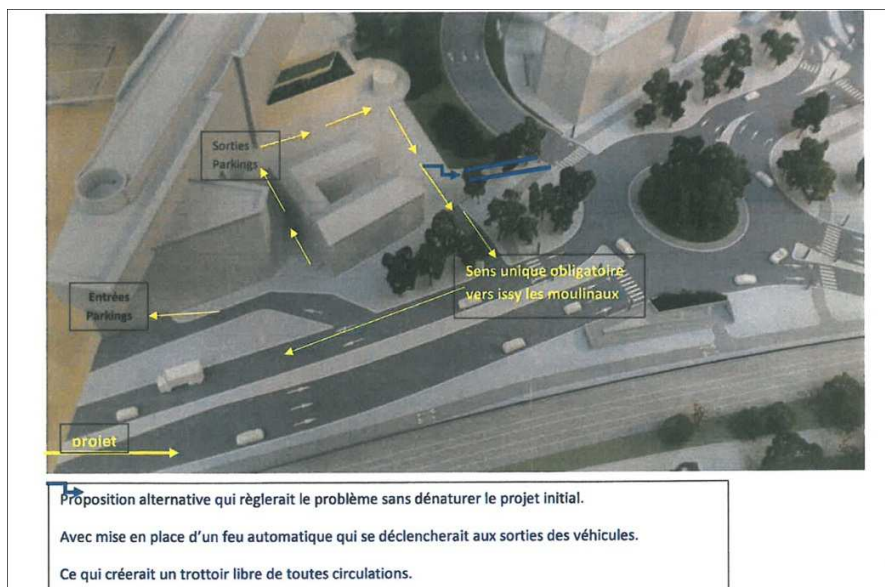 Sorties
Parkings
Sens unique obligatoire
vers issy les moulinaux
Entrées
Parkings
projet
Proposition alternative qui règlerait le problème sans dénaturer le projet initial.
Avec mise en place d'un feu automatique qui se déclencherait aux sorties des véhicules.
Ce qui créerait un trottoir libre de toutes circulations.